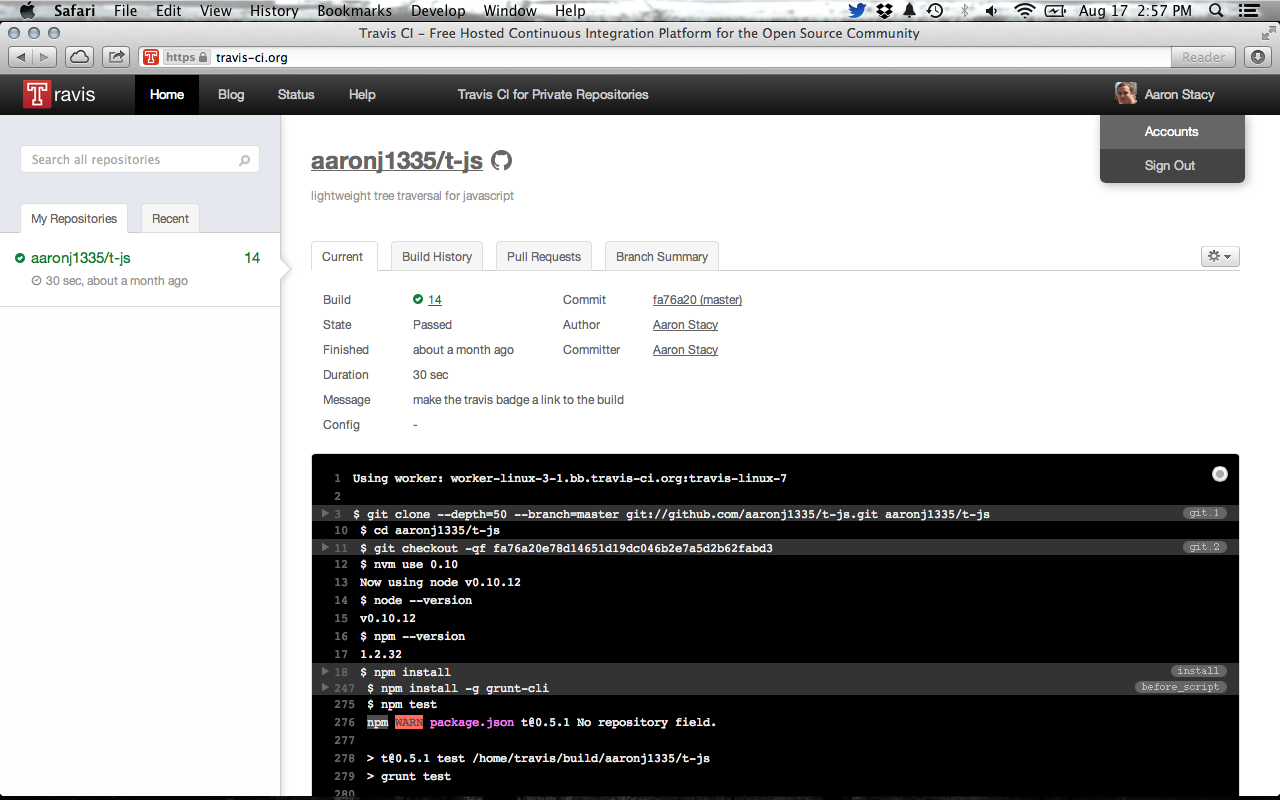 Safari File Edit View History Bookmarks Develop Window Help Aug 17 2:57 PM
Travis CI – Free Hosted Continuous Integration Platform for the Open Source Community
https travis-ci.org Reader
Travis Home Blog Status Help Travis CI for Private Repositories Aaron Stacy
Accounts
Sign Out
Search all repositories
My Repositories Recent
aaronj1335/t-js 14
30 sec, about a month ago
aaronj1335/t-js
lightweight tree traversal for javascript
Current Build History Pull Requests Branch Summary
Build 14 Commit fa76a20 (master)
State Passed Author Aaron Stacy
Finished about a month ago Committer Aaron Stacy
Duration 30 sec
Message make the travis badge a link to the build
Config -
1 Using worker: worker-linux-3-1.bb.travis-ci.org:travis-linux-7
2
3 $ git clone --depth=50 --branch=master git://github.com/aaronj1335/t-js.git aaronj1335/t-js git.1
10 $ cd aaronj1335/t-js
11 $ git checkout -qf fa76a20e78d14651d19dc046b2e7a5d2b62fabd3 git.2
12 $ nvm use 0.10
13 Now using node v0.10.12
14 $ node --version
15 v0.10.12
16 $ npm --version
17 1.2.32
18 $ npm install install
247 $ npm install -g grunt-cli before_script
275 $ npm test
276 npm WARN package.json t@0.5.1 No repository field.
277
278 > t@0.5.1 test /home/travis/build/aaronj1335/t-js
279 > grunt test
280